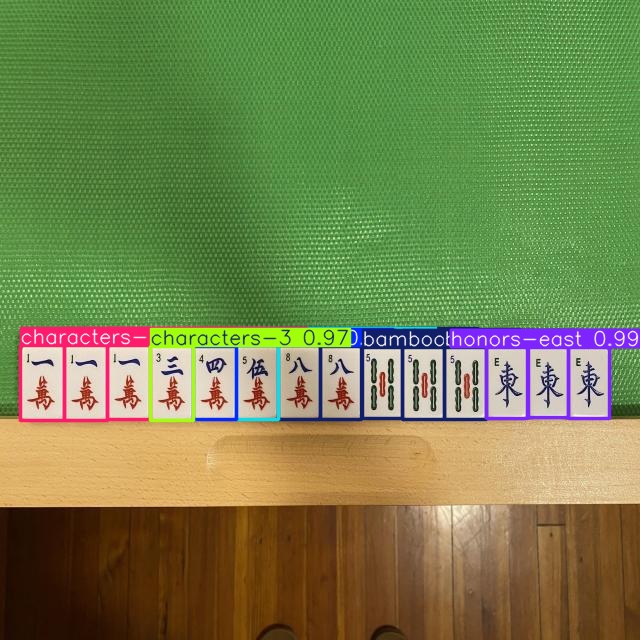 characters- characters-3 0.97 0.bamboo honors-east 0.99
1 1 1 3 4 5 8 8 5 5 5 E E E
一 一 一 三 四 伍 八 八 東 東 東
萬 萬 萬 萬 萬 萬 萬 萬